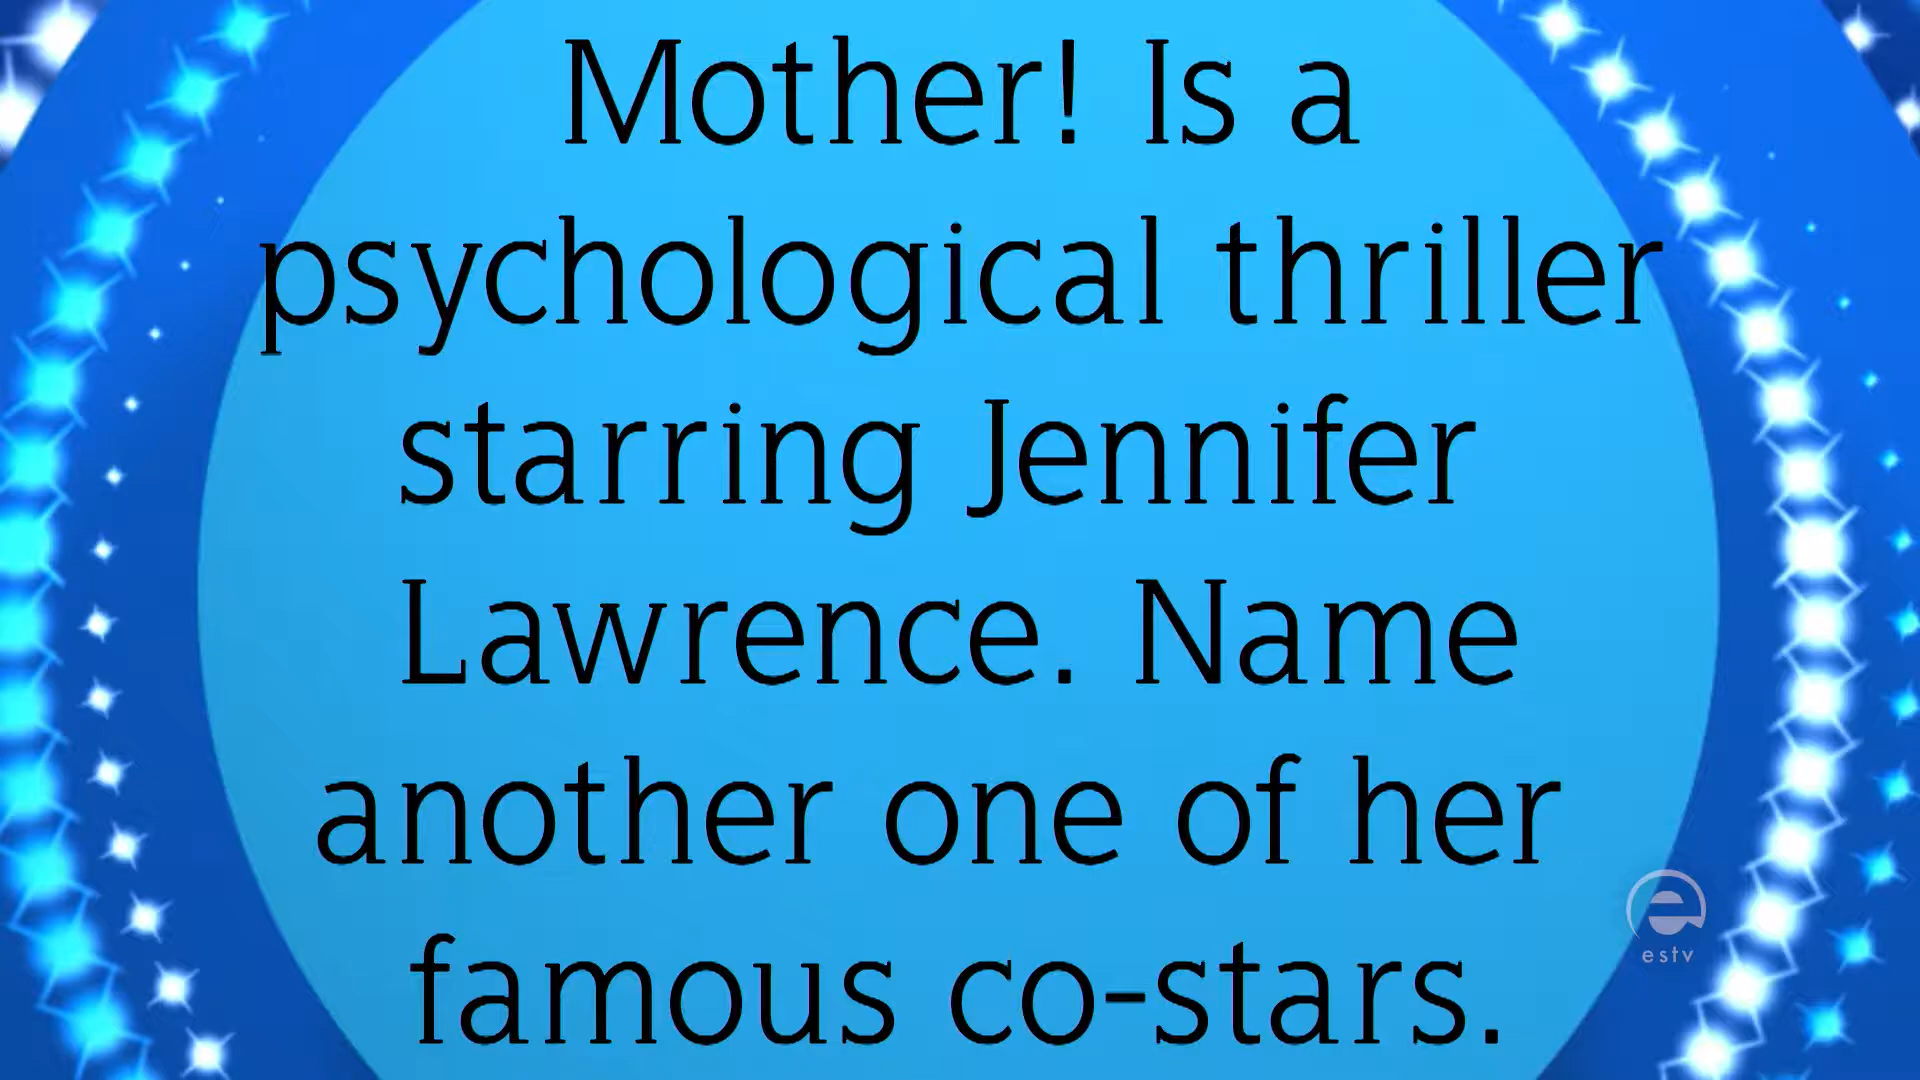 Mother! Is a
psychological thriller
starring Jennifer
Lawrence. Name
another one of her
famous co-stars.
estv